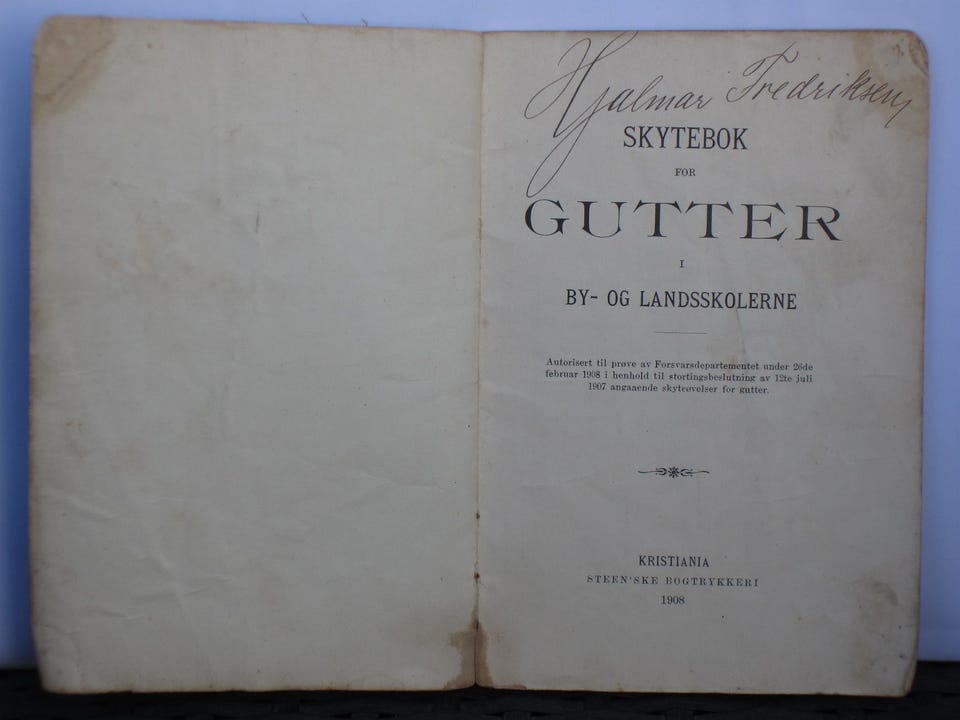 Hjalmar Fredriksen
SKYTEBOK
FOR
GUTTER
I
BY- OG LANDSSKOLERNE
Autorisert til prøve av Forsvarsdepartementet under 26de
februar 1908 i henhold til stortingsbeslutning av 12te juli
1907 angaaende skyteøvelser for gutter.
KRISTIANIA
STEEN'SKE BOGTRYKKERI
1908